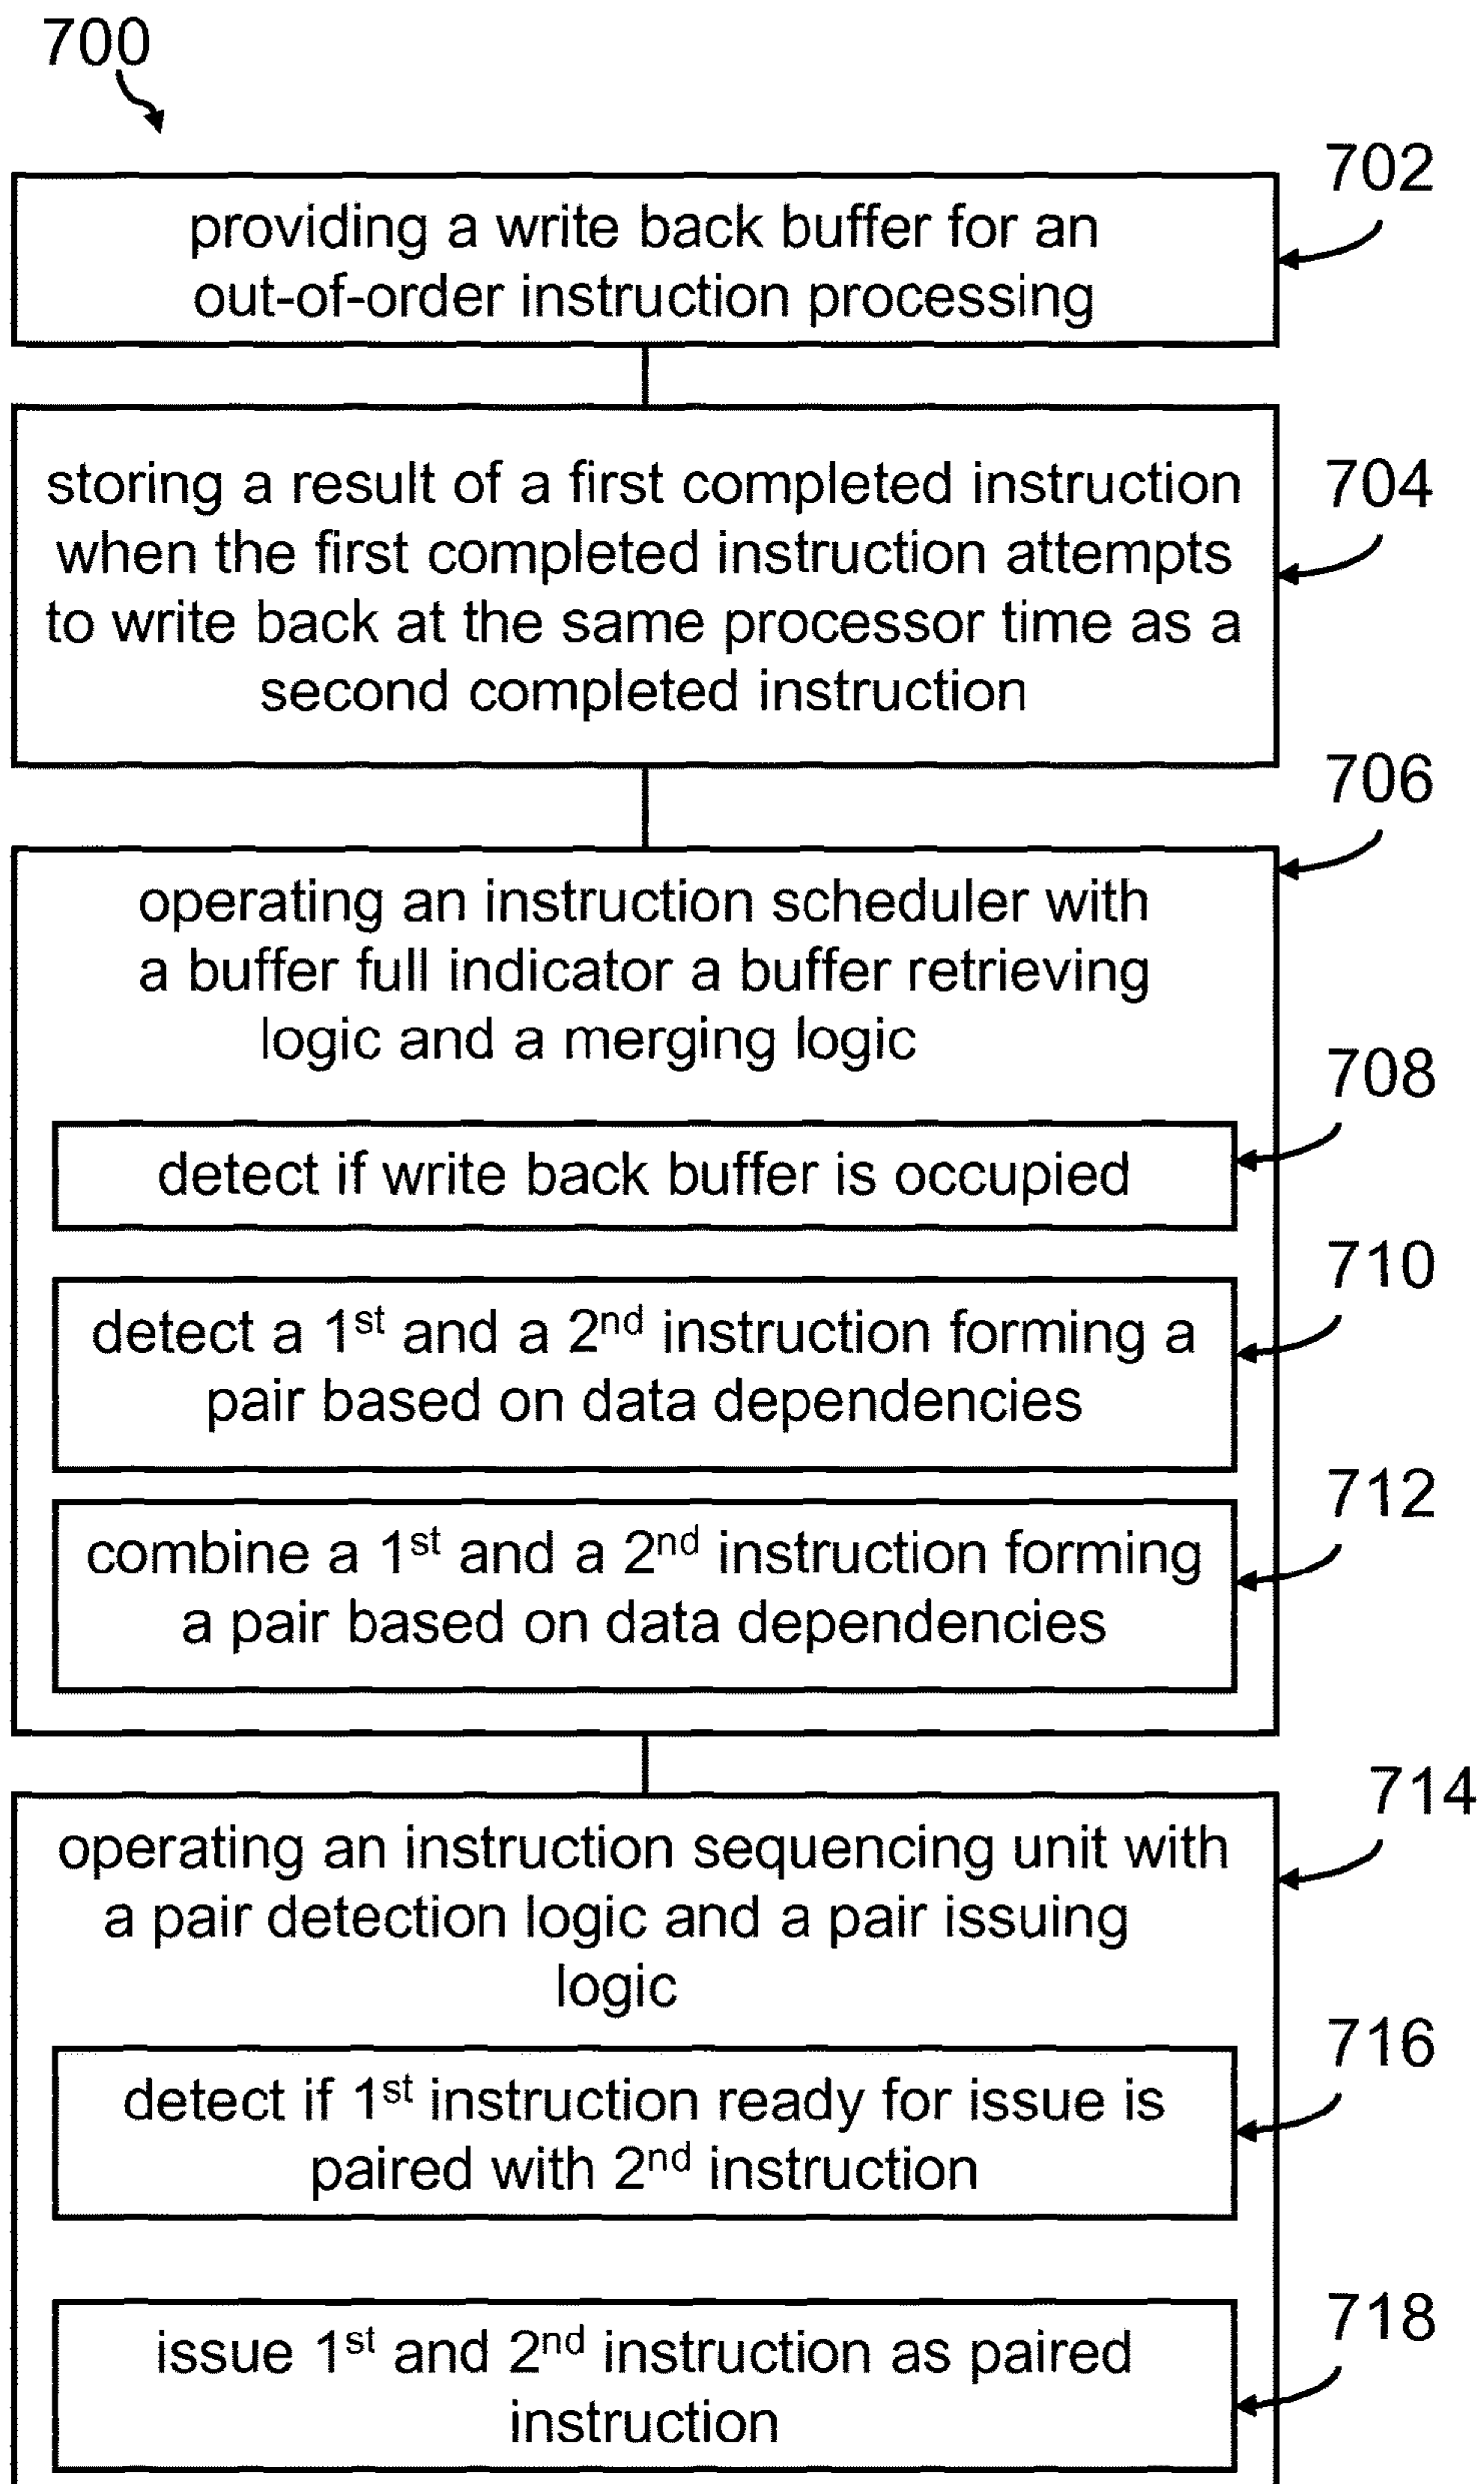 700
702
providing a write back buffer for an
out-of-order instruction processing
704
storing a result of a first completed instruction
when the first completed instruction attempts
to write back at the same processor time as a
second completed instruction
706
operating an instruction scheduler with
a buffer full indicator a buffer retrieving
logic and a merging logic
708
detect if write back buffer is occupied
710
detect a 1st and a 2nd instruction forming a
pair based on data dependencies
712
combine a 1st and a 2nd instruction forming
a pair based on data dependencies
714
operating an instruction sequencing unit with
a pair detection logic and a pair issuing
logic
716
detect if 1st instruction ready for issue is
paired with 2nd instruction
718
issue 1st and 2nd instruction as paired
instruction